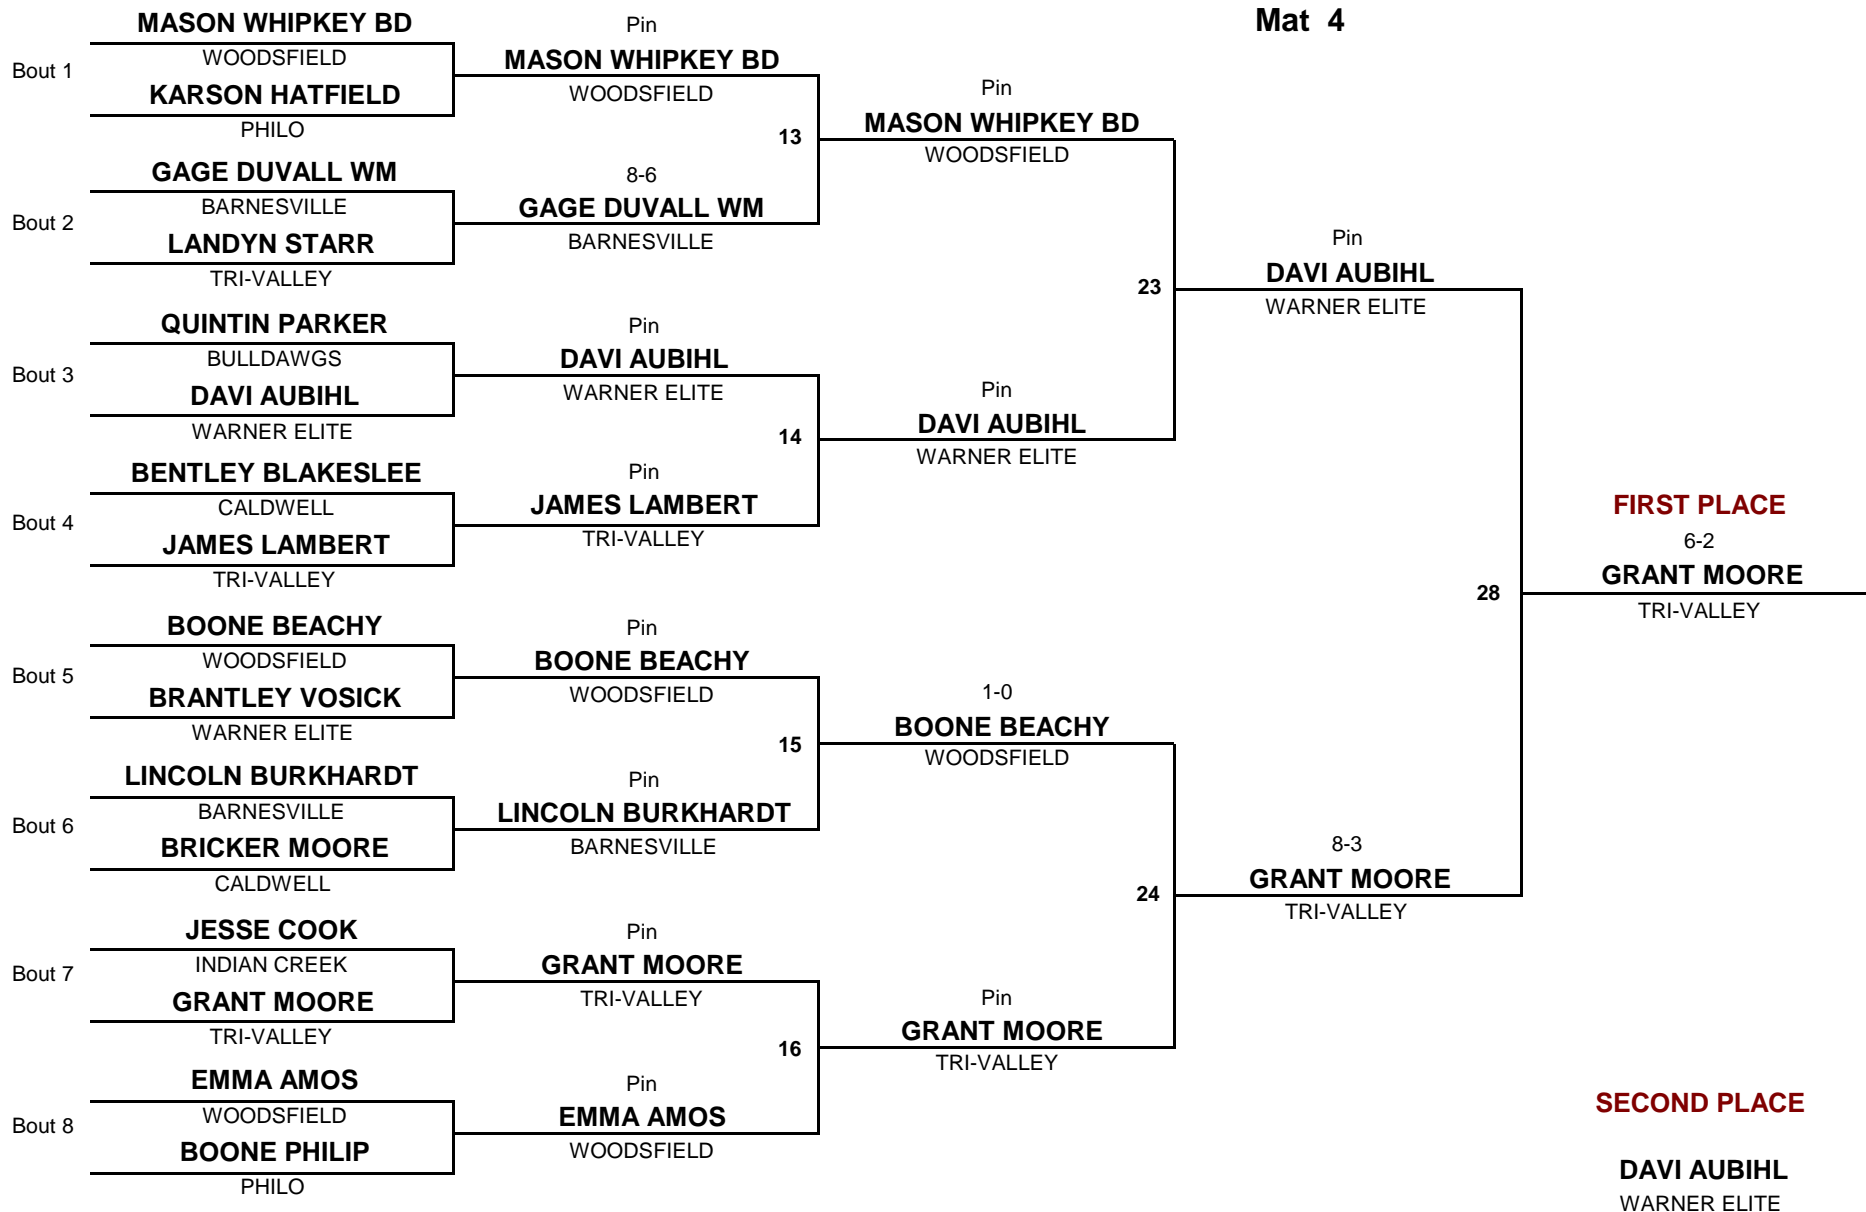 Mat 4
Bout 1
MASON WHIPKEY BD
WOODSFIELD
KARSON HATFIELD
PHILO
Bout 2
GAGE DUVALL WM
BARNESVILLE
LANDYN STARR
TRI-VALLEY
Bout 3
QUINTIN PARKER
BULLDAWGS
DAVI AUBIHL
WARNER ELITE
Bout 4
BENTLEY BLAKESLEE
CALDWELL
JAMES LAMBERT
TRI-VALLEY
Bout 5
BOONE BEACHY
WOODSFIELD
BRANTLEY VOSICK
WARNER ELITE
Bout 6
LINCOLN BURKHARDT
BARNESVILLE
BRICKER MOORE
CALDWELL
Bout 7
JESSE COOK
INDIAN CREEK
GRANT MOORE
TRI-VALLEY
Bout 8
EMMA AMOS
WOODSFIELD
BOONE PHILIP
PHILO
Pin
MASON WHIPKEY BD
WOODSFIELD
13
8-6
GAGE DUVALL WM
BARNESVILLE
Pin
DAVI AUBIHL
WARNER ELITE
14
Pin
JAMES LAMBERT
TRI-VALLEY
Pin
BOONE BEACHY
WOODSFIELD
15
Pin
LINCOLN BURKHARDT
BARNESVILLE
Pin
GRANT MOORE
TRI-VALLEY
16
Pin
EMMA AMOS
WOODSFIELD
Pin
MASON WHIPKEY BD
WOODSFIELD
23
Pin
DAVI AUBIHL
WARNER ELITE
1-0
BOONE BEACHY
WOODSFIELD
24
Pin
GRANT MOORE
TRI-VALLEY
Pin
DAVI AUBIHL
WARNER ELITE
28
8-3
GRANT MOORE
TRI-VALLEY
FIRST PLACE
6-2
GRANT MOORE
TRI-VALLEY
SECOND PLACE
DAVI AUBIHL
WARNER ELITE